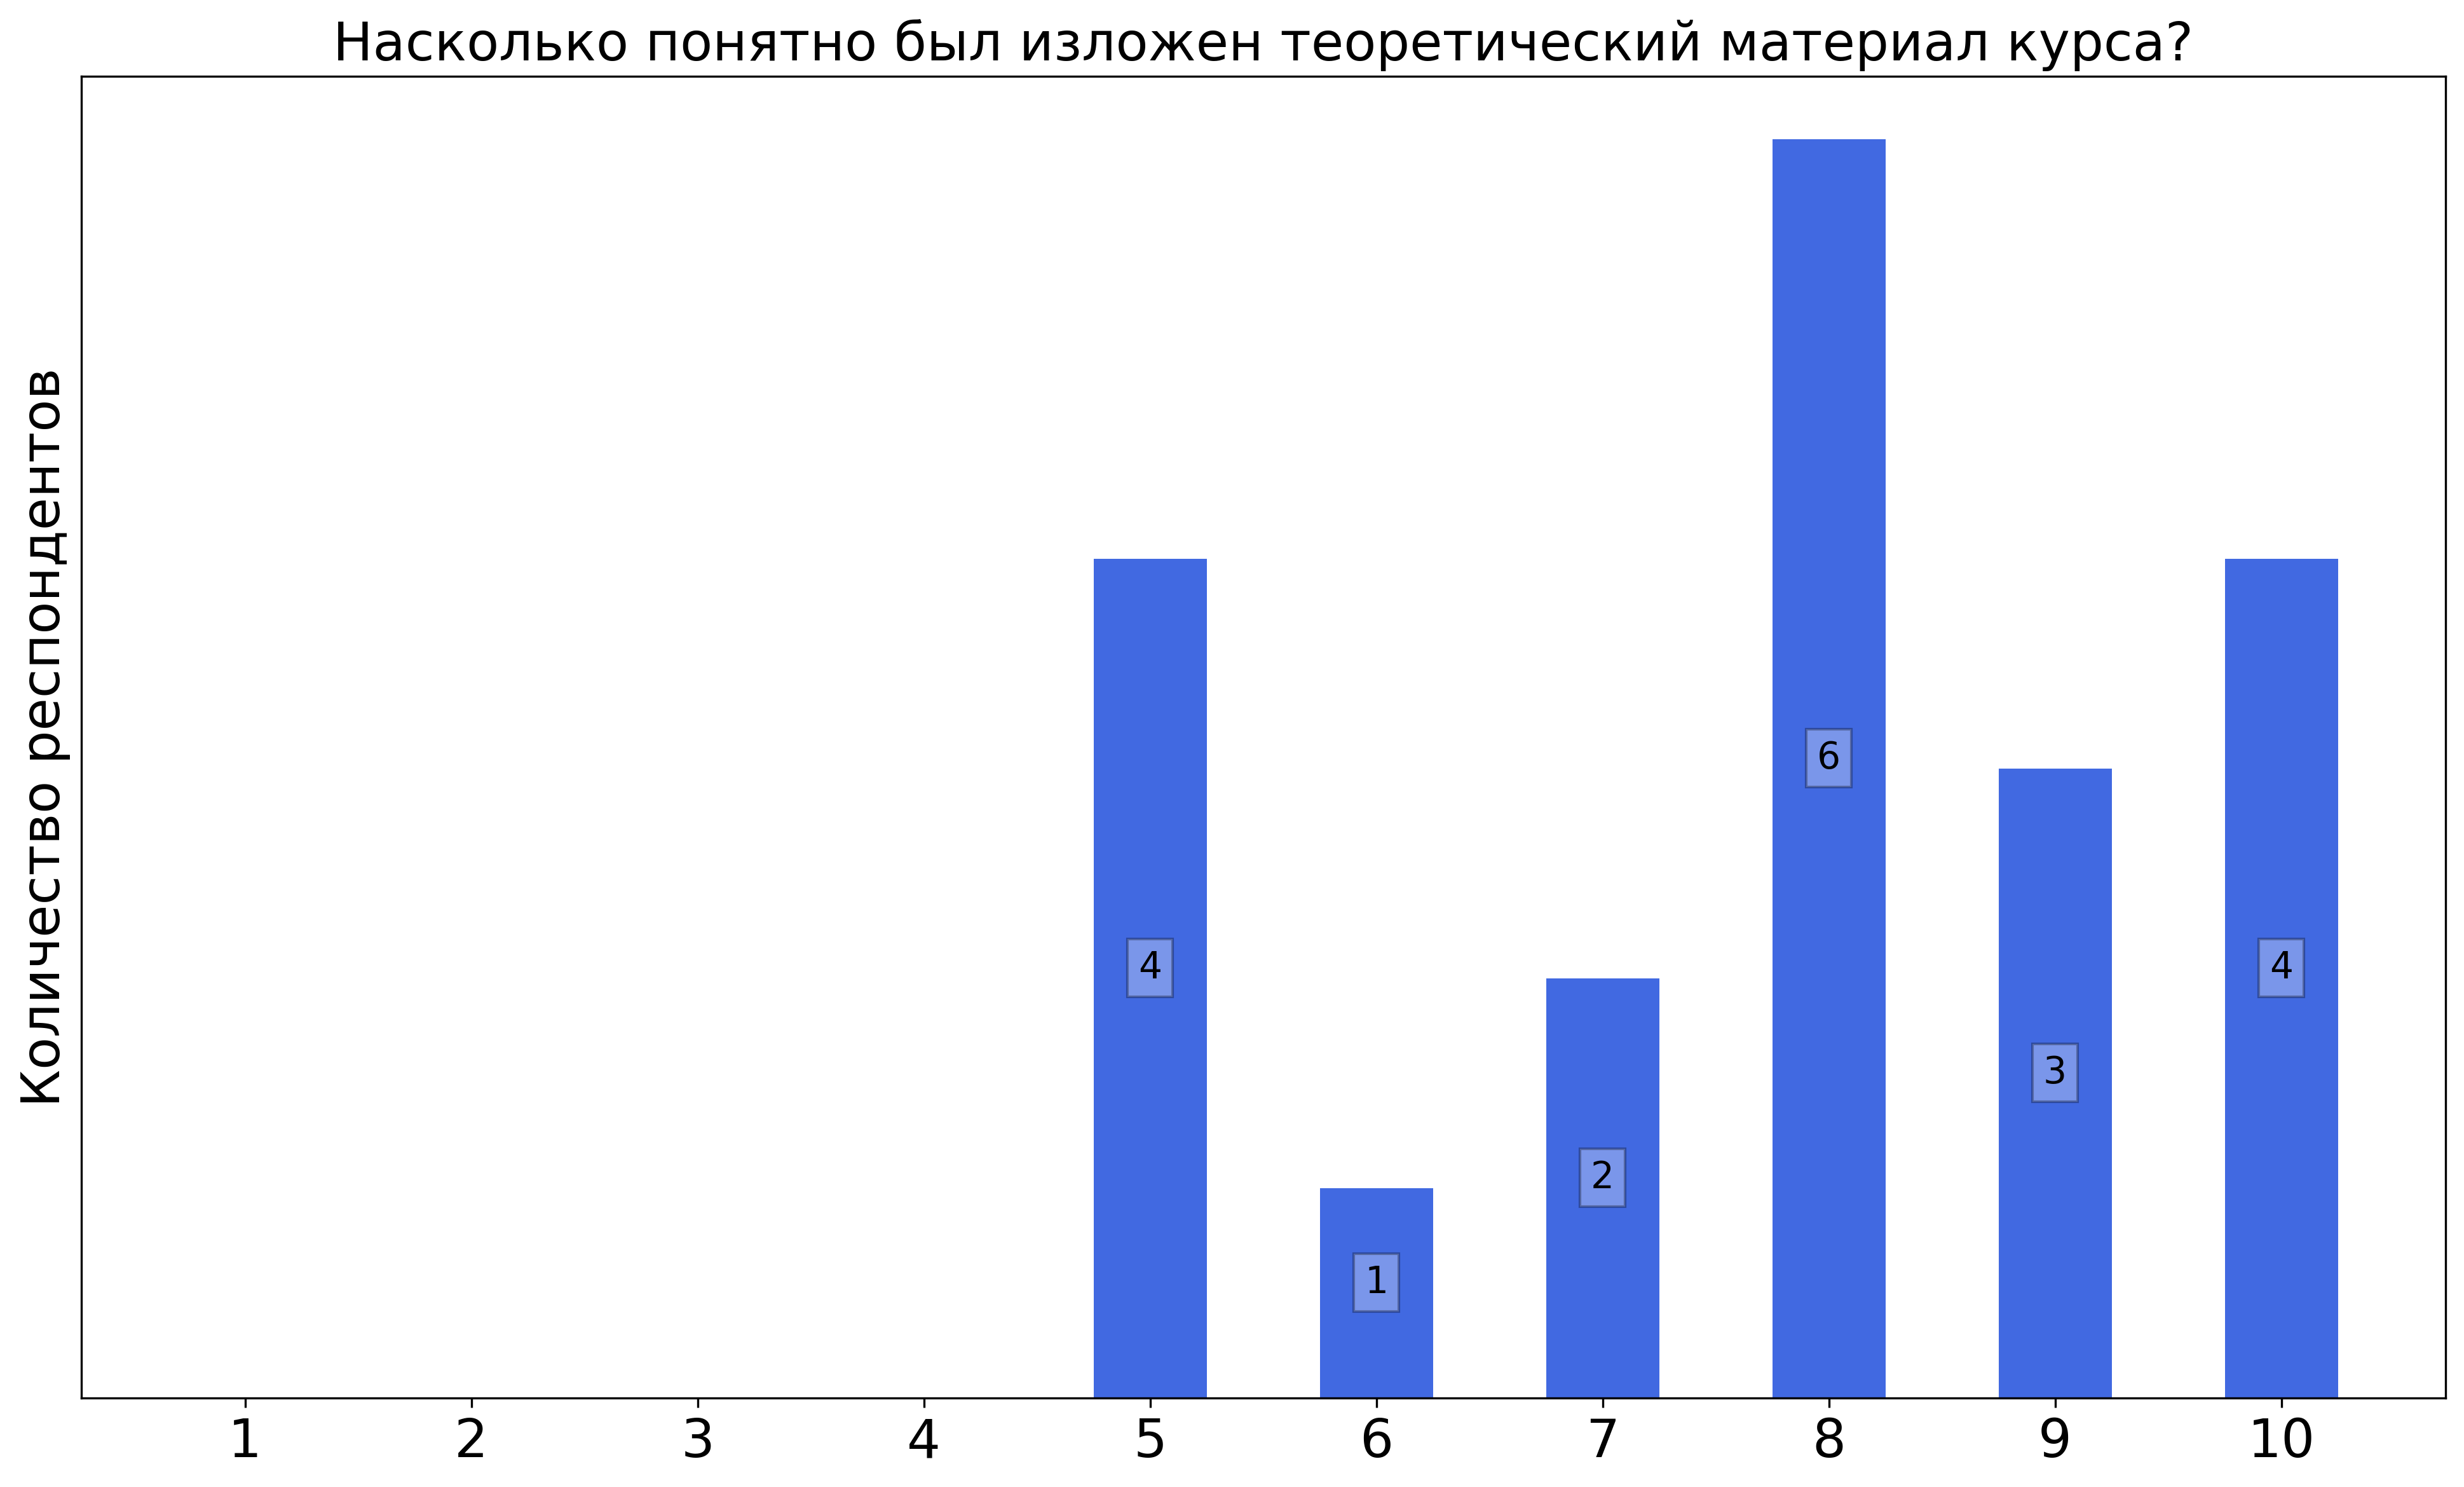 Насколько понятно был изложен теоретический материал курса?
Количество респондентов
4
1
2
6
3
4
1 2 3 4 5 6 7 8 9 10